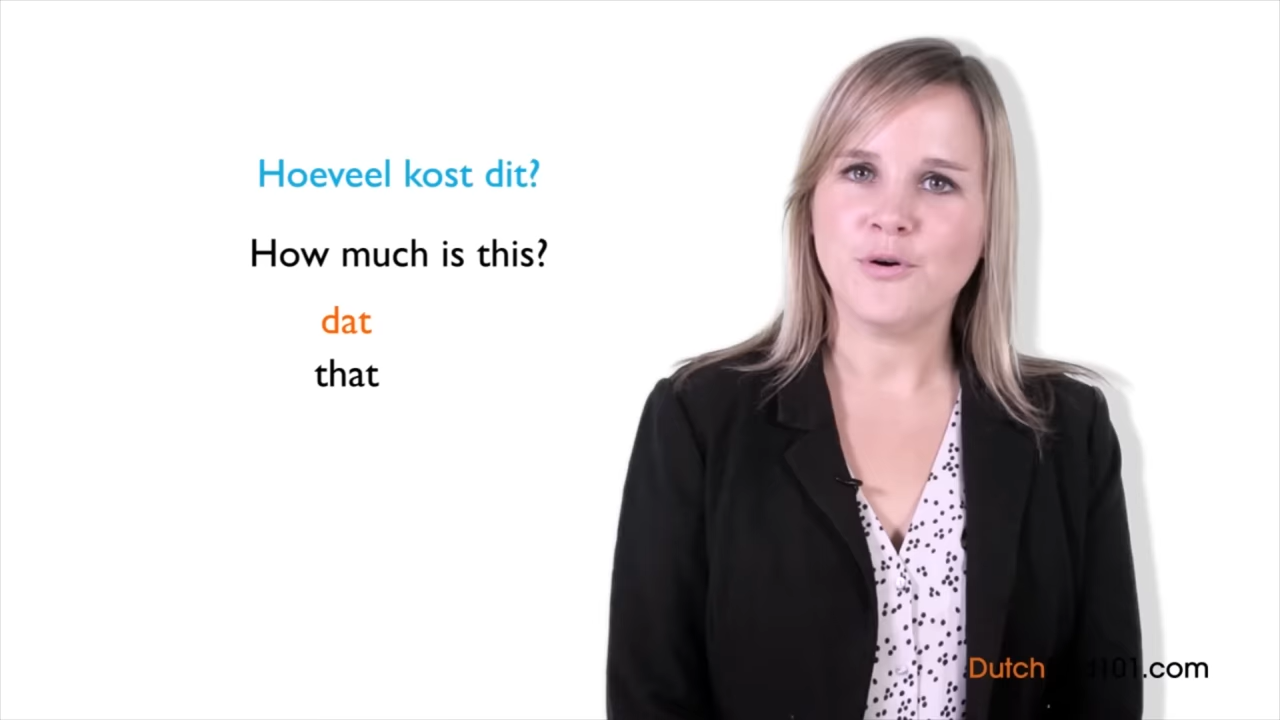 Hoeveel kost dit?
How much is this?
dat
that
Dutch 101.com